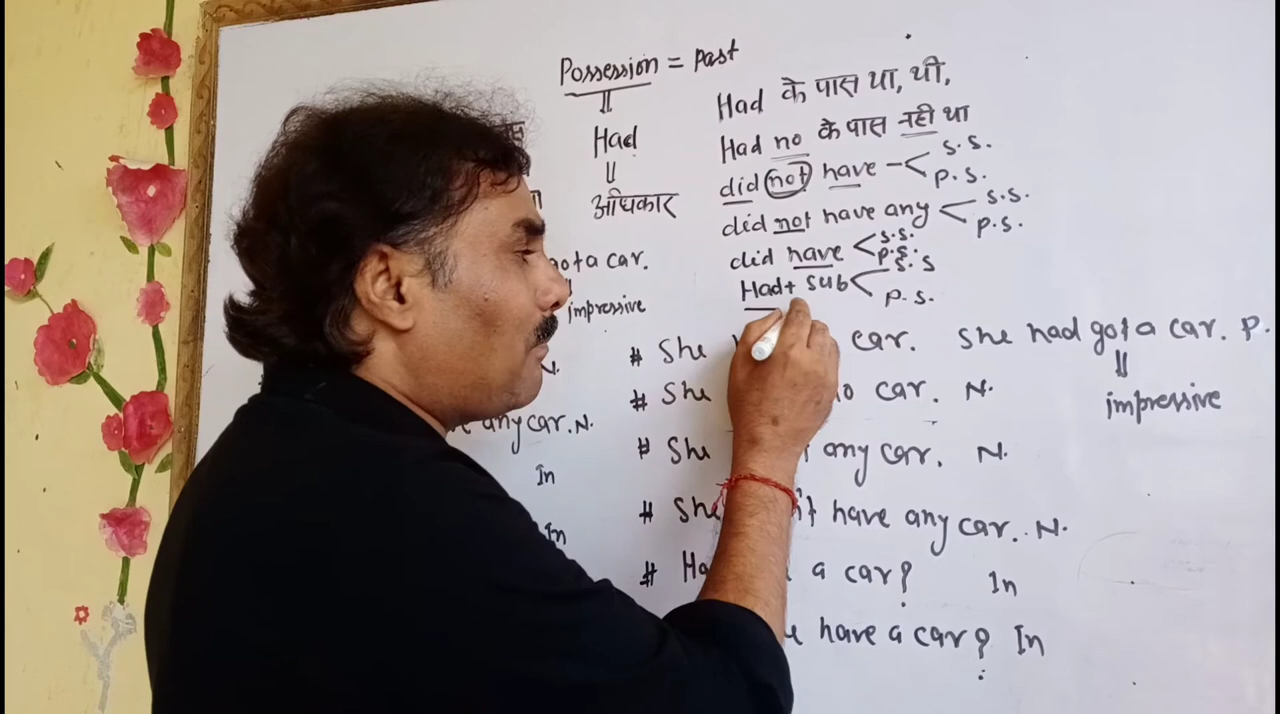 Possession = Past
Had
अधिकार
Had के पास था, थी,
Had no के पास नही था
did not have s.s.
p.s.
did not have any s.s.
p.s.
did have s.s.
p.s.
Had + Sub s.s
p.s.
got a car.
impressive
N.
any car. N.
In
In
# She car. She had got a car. P.
impressive
# She no car. N.
# She any car. N.
# She have any car. N.
# a car? In
have a car? In